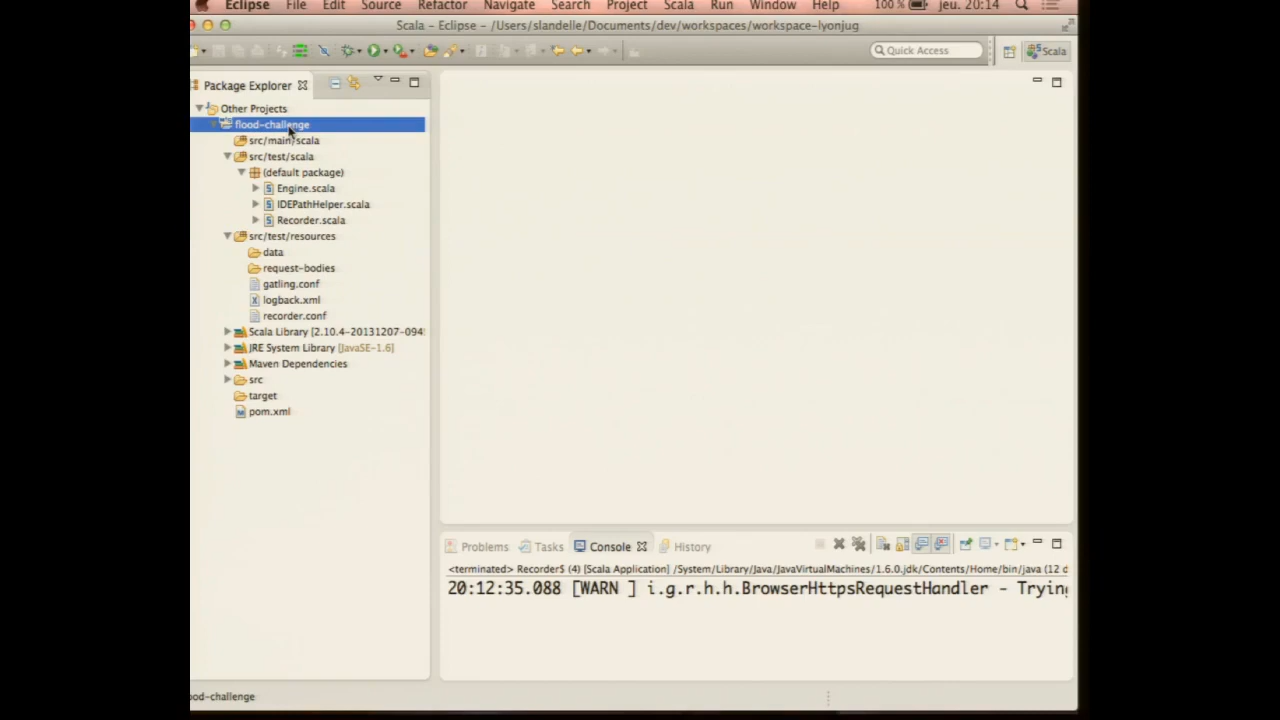 Eclipse File Edit Source Refactor Navigate Search Project Scala Run Window Help 100 % jeu. 20:14
Scala - Eclipse - /Users/slandelle/Documents/dev/workspaces/workspace-lyonjug
Quick Access
Scala
Package Explorer
Other Projects
flood-challenge
src/main/scala
src/test/scala
(default package)
Engine.scala
IDEPathHelper.scala
Recorder.scala
src/test/resources
data
request-bodies
gatling.conf
logback.xml
recorder.conf
Scala Library [2.10.4-20131207-094
JRE System Library [JavaSE-1.6]
Maven Dependencies
src
target
pom.xml
Problems Tasks Console History
<terminated> Recorder$ (4) [Scala Application] /System/Library/Java/JavaVirtualMachines/1.6.0.jdk/Contents/Home/bin/java (12 d
20:12:35.088 [WARN ] i.g.r.h.h.BrowserHttpsRequestHandler - Trying
ood-challenge